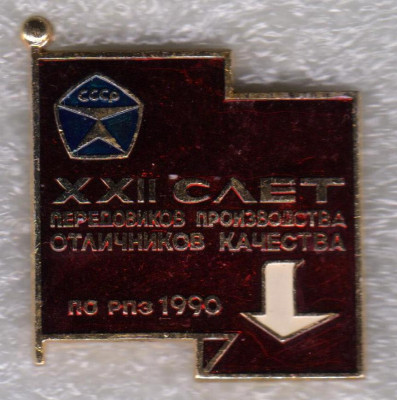 СССР
XXII СЛЕТ
ПЕРЕДОВИКОВ ПРОИЗВОДСТВА
ОТЛИЧНИКОВ КАЧЕСТВА
ПО РПЗ 1990